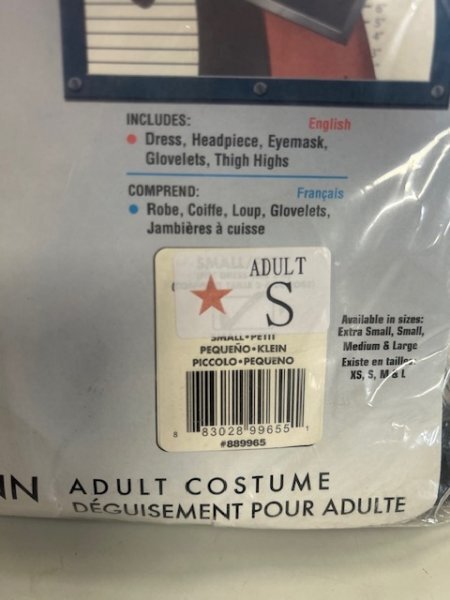 INCLUDES: English
• Dress, Headpiece, Eyemask,
Glovelets, Thigh Highs
COMPREND: Français
• Robe, Coiffe, Loup, Glovelets,
Jambières à cuisse
ADULT
S
SMALL•PETIT
PEQUEÑO•KLEIN
PICCOLO•PEQUENO
8 83028 99655 1
#889965
Available in sizes:
Extra Small, Small,
Medium & Large
Existe en tailles
XS, S, M & L
IN ADULT COSTUME
DÉGUISEMENT POUR ADULTE